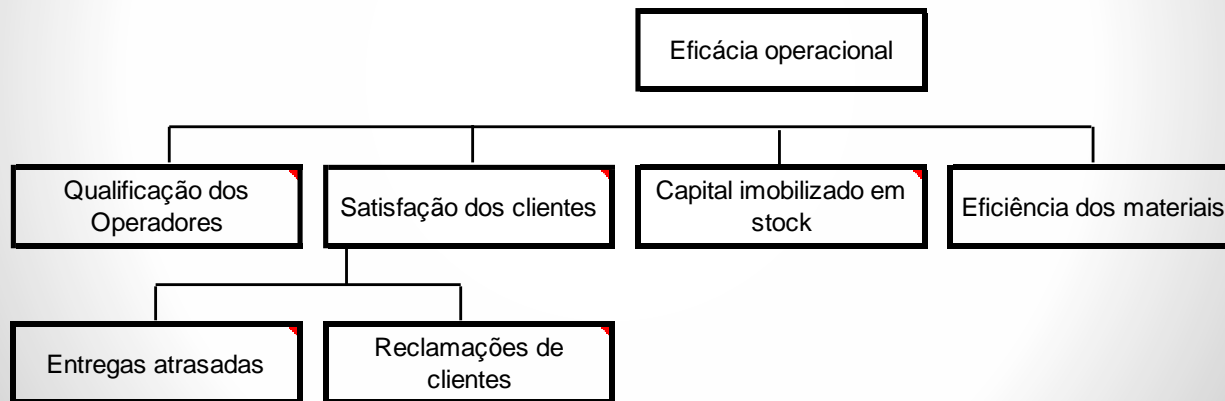 Eficácia operacional
Qualificação dos
Operadores
Satisfação dos clientes
Capital imobilizado em
stock
Eficiência dos materiais
Entregas atrasadas
Reclamações de
clientes